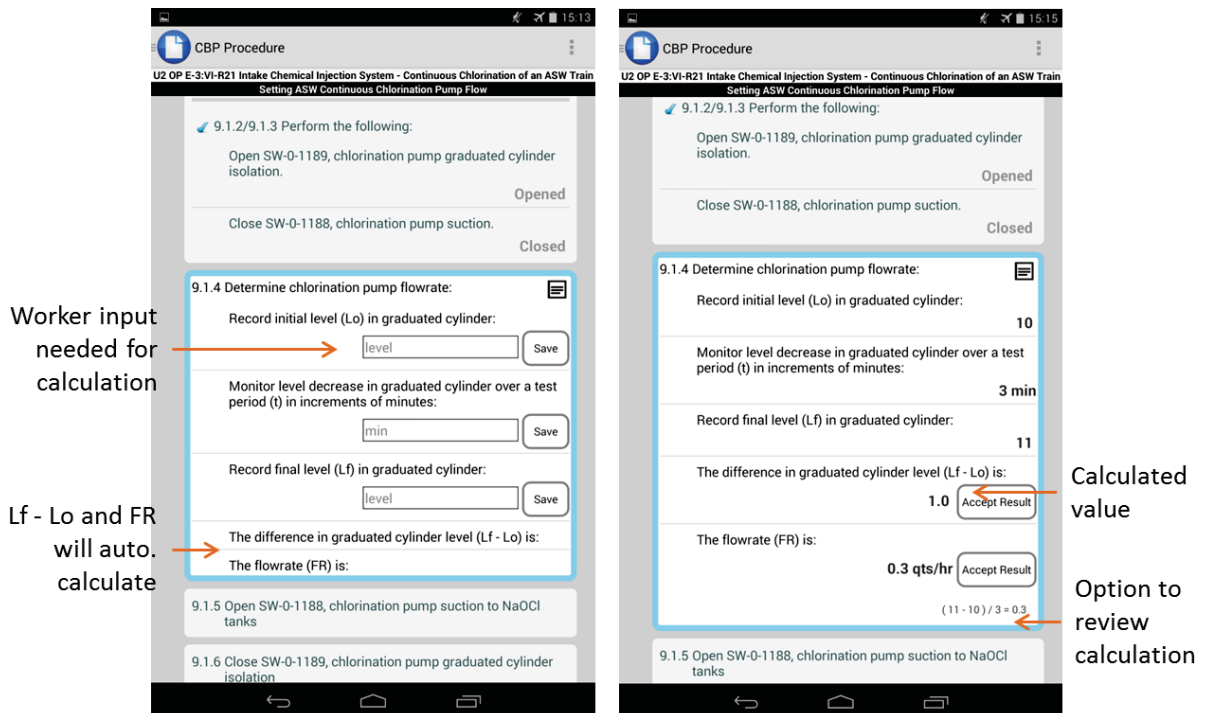 15:13
CBP Procedure
U2 OP E-3:VI-R21 Intake Chemical Injection System - Continuous Chlorination of an ASW Train
Setting ASW Continuous Chlorination Pump Flow
9.1.2/9.1.3 Perform the following:
Open SW-0-1189, chlorination pump graduated cylinder
isolation.
Opened
Close SW-0-1188, chlorination pump suction.
Closed
9.1.4 Determine chlorination pump flowrate:
Record initial level (Lo) in graduated cylinder:
level
Save
Monitor level decrease in graduated cylinder over a test
period (t) in increments of minutes:
min
Save
Record final level (Lf) in graduated cylinder:
level
Save
The difference in graduated cylinder level (Lf - Lo) is:
The flowrate (FR) is:
9.1.5 Open SW-0-1188, chlorination pump suction to NaOCl
tanks
9.1.6 Close SW-0-1189, chlorination pump graduated cylinder
isolation
Worker input
needed for
calculation
Lf - Lo and FR
will auto.
calculate
15:15
CBP Procedure
U2 OP E-3:VI-R21 Intake Chemical Injection System - Continuous Chlorination of an ASW Train
Setting ASW Continuous Chlorination Pump Flow
9.1.2/9.1.3 Perform the following:
Open SW-0-1189, chlorination pump graduated cylinder
isolation.
Opened
Close SW-0-1188, chlorination pump suction.
Closed
9.1.4 Determine chlorination pump flowrate:
Record initial level (Lo) in graduated cylinder:
10
Monitor level decrease in graduated cylinder over a test
period (t) in increments of minutes:
3 min
Record final level (Lf) in graduated cylinder:
11
The difference in graduated cylinder level (Lf - Lo) is:
1.0 Accept Result
The flowrate (FR) is:
0.3 qts/hr Accept Result
( 11 - 10 ) / 3 = 0.3
9.1.5 Open SW-0-1188, chlorination pump suction to NaOCl
tanks
Calculated
value
Option to
review
calculation